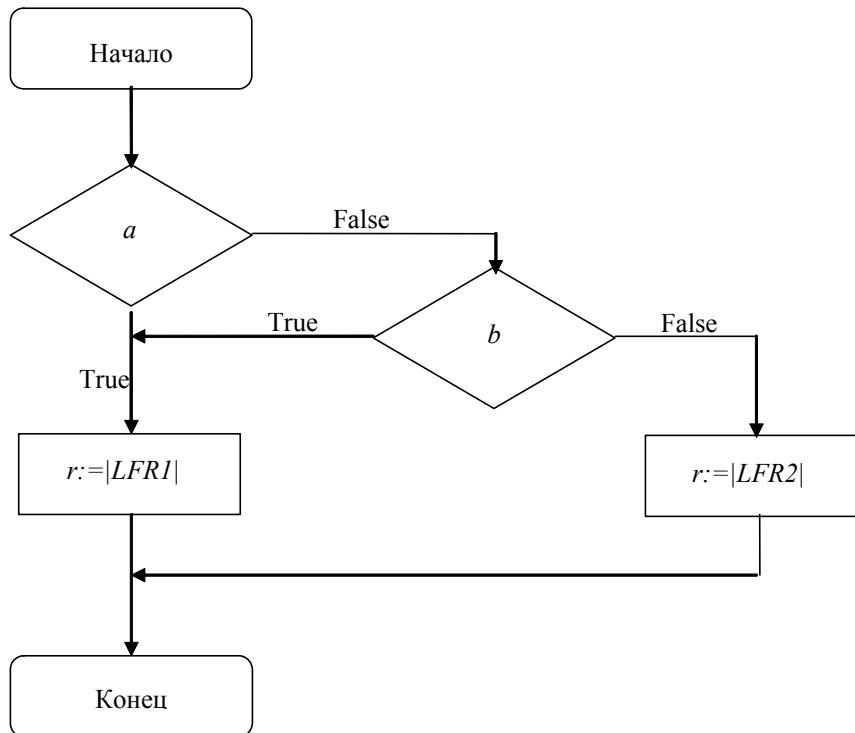 Начало
a
False
True
b
False
True
r:=|LFR1|
r:=|LFR2|
Конец